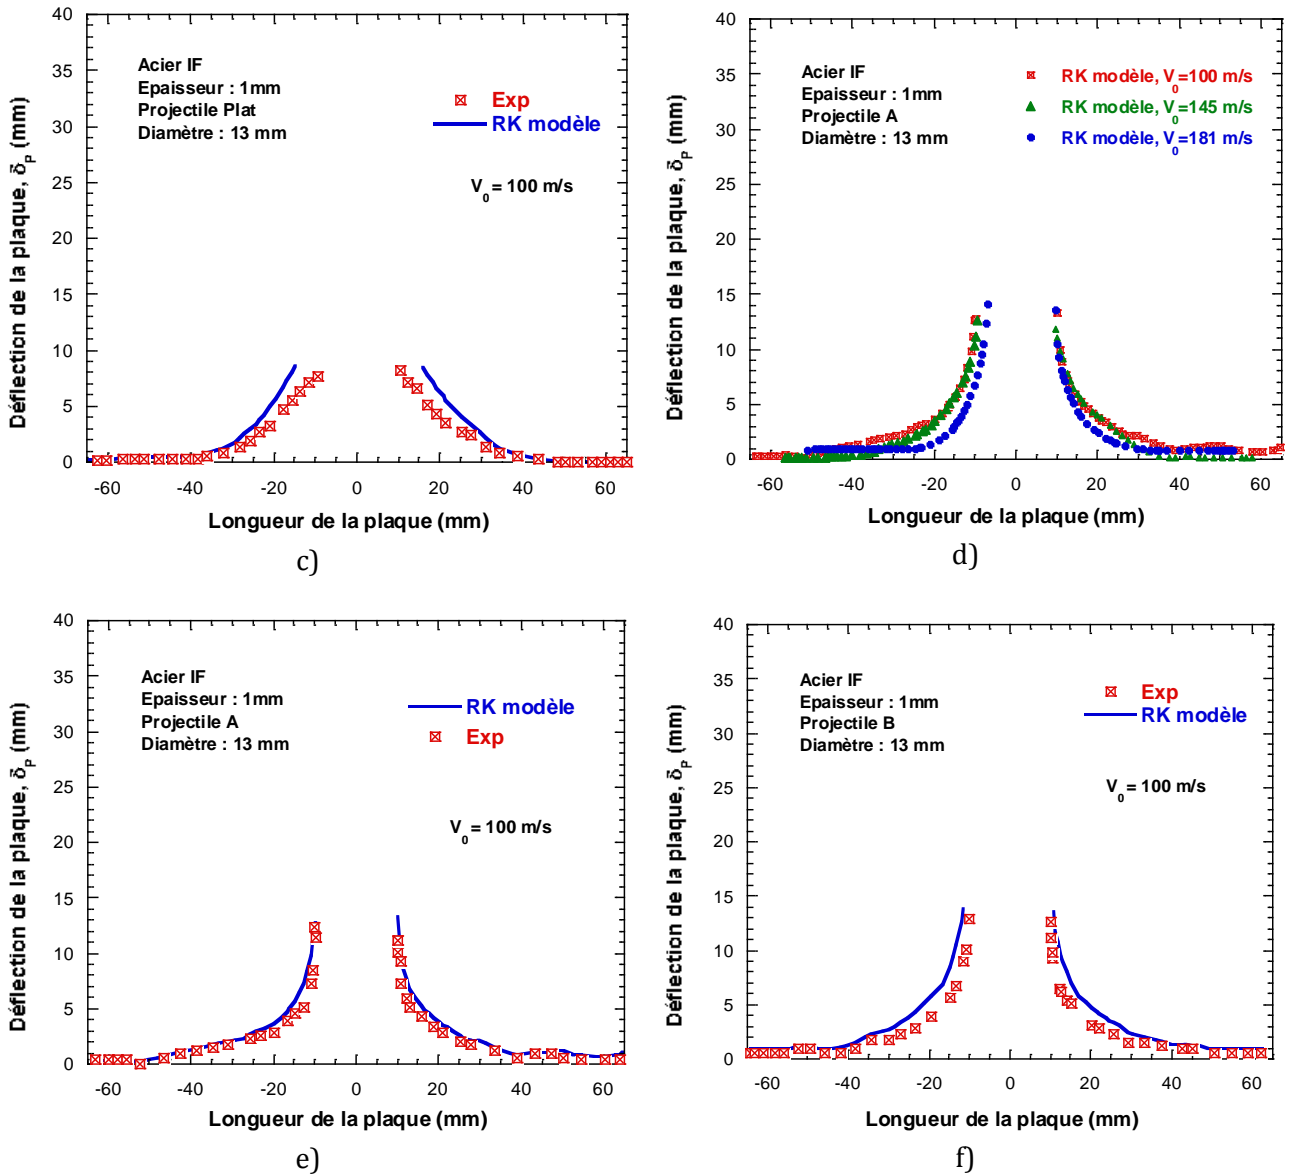 40
35
30
25
20
15
10
5
0
Déflection de la plaque, δp (mm)
Acier IF
Epaisseur : 1mm
Projectile Plat
Diamètre : 13 mm
Exp
RK modèle
V0 = 100 m/s
-60 -40 -20 0 20 40 60
Longueur de la plaque (mm)
c)
40
35
30
25
20
15
10
5
0
Déflection de la plaque, δp (mm)
Acier IF
Epaisseur : 1mm
Projectile A
Diamètre : 13 mm
RK modèle, V0=100 m/s
RK modèle, V0=145 m/s
RK modèle, V0=181 m/s
-60 -40 -20 0 20 40 60
Longueur de la plaque (mm)
d)
40
35
30
25
20
15
10
5
0
Déflection de la plaque, δp (mm)
Acier IF
Epaisseur : 1mm
Projectile A
Diamètre : 13 mm
RK modèle
Exp
V0 = 100 m/s
-60 -40 -20 0 20 40 60
Longueur de la plaque (mm)
e)
40
35
30
25
20
15
10
5
0
Déflection de la plaque, δp (mm)
Acier IF
Epaisseur : 1mm
Projectile B
Diamètre : 13 mm
Exp
RK modèle
V0 = 100 m/s
-60 -40 -20 0 20 40 60
Longueur de la plaque (mm)
f)